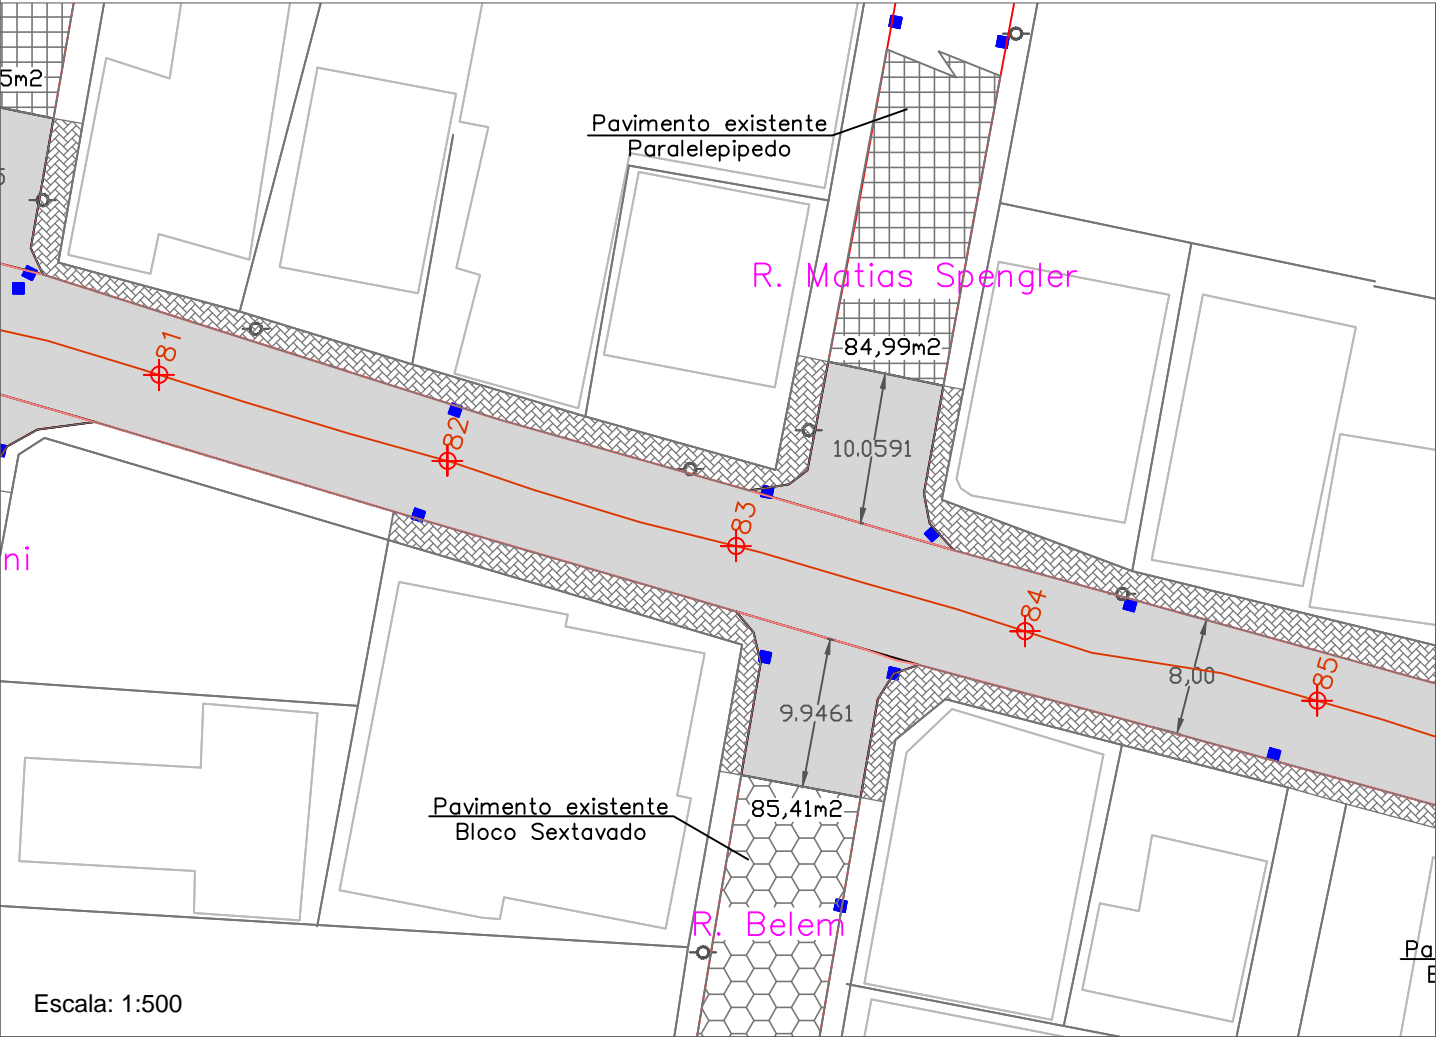 5m2
Pavimento existente
Paralelepipedo
5
R. Matias Spengler
81
84,99m2
82
10.0591
83
ni
84
8,00
85
9.9461
Pavimento existente
Bloco Sextavado
85,41m2
R. Belem
Pa
Escala: 1:500